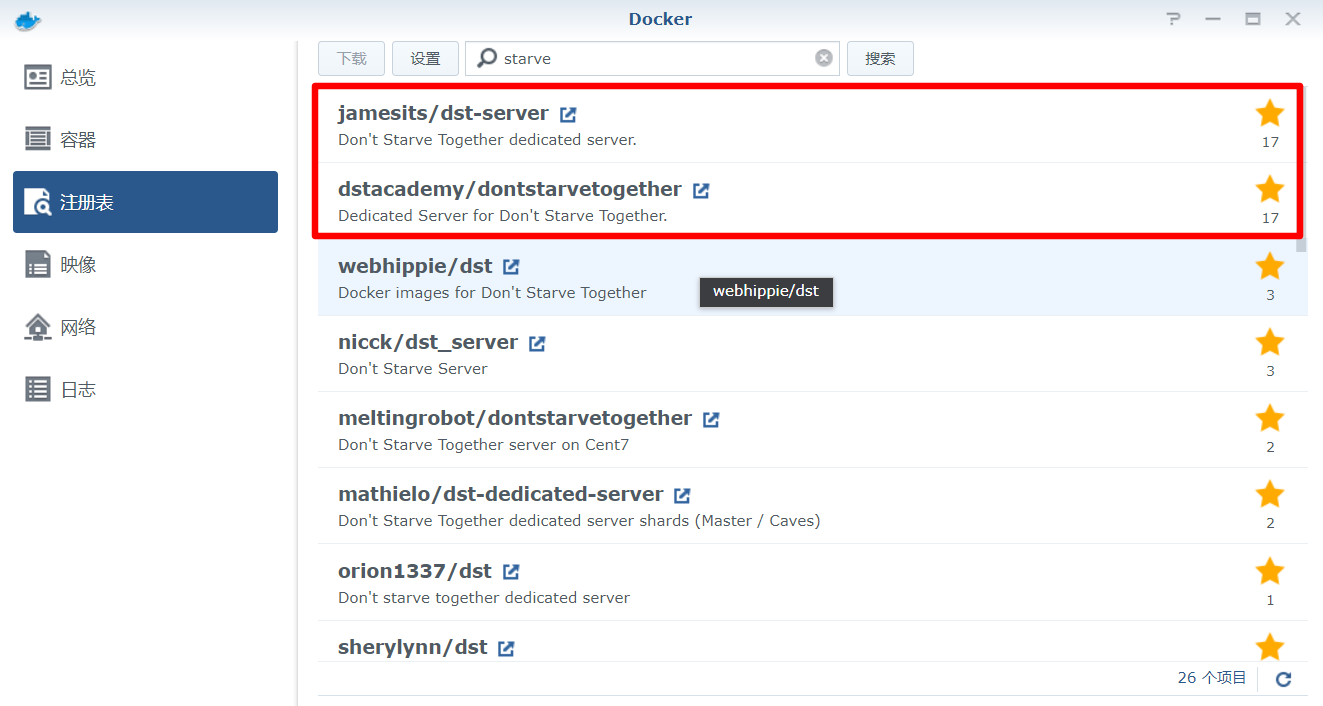 Docker
总览
容器
注册表
映像
网络
日志
下载 设置 starve 搜索
jamesits/dst-server
Don't Starve Together dedicated server.
17
dstacademy/dontstarvetogether
Dedicated Server for Don't Starve Together.
17
webhippie/dst
Docker images for Don't Starve Together
3
webhippie/dst
nicck/dst_server
Don't Starve Server
3
meltingrobot/dontstarvetogether
Don't Starve Together server on Cent7
2
mathielo/dst-dedicated-server
Don't Starve Together dedicated server shards (Master / Caves)
2
orion1337/dst
Don't starve together dedicated server
1
sherylynn/dst
26 个项目